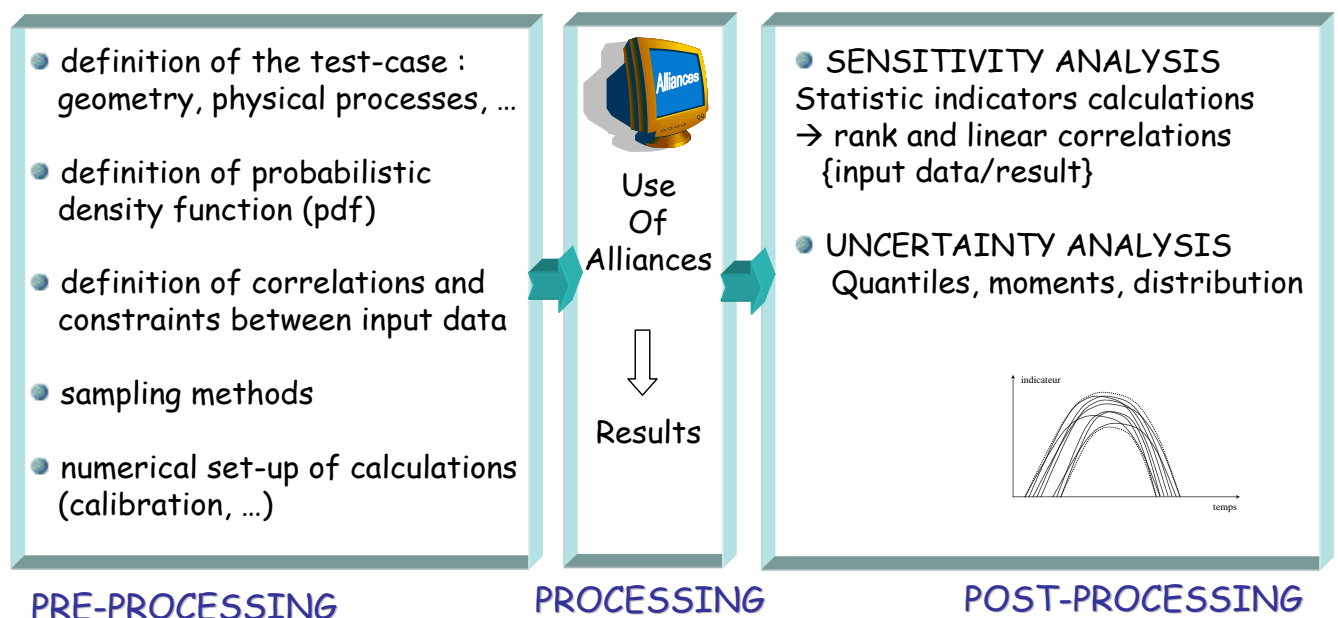 definition of the test-case :
geometry, physical processes, …
definition of probabilistic
density function (pdf)
definition of correlations and
constraints between input data
sampling methods
numerical set-up of calculations
(calibration, …)
PRE-PROCESSING
Alliances
Use
Of
Alliances
Results
PROCESSING
SENSITIVITY ANALYSIS
Statistic indicators calculations
→ rank and linear correlations
{input data/result}
UNCERTAINTY ANALYSIS
Quantiles, moments, distribution
indicateur
temps
POST-PROCESSING